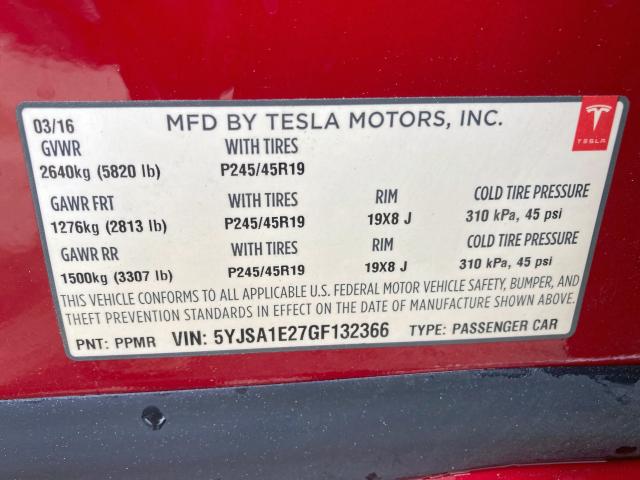 03/16 MFD BY TESLA MOTORS, INC.
TESLA
GVWR WITH TIRES
2640kg (5820 lb) P245/45R19
GAWR FRT WITH TIRES RIM COLD TIRE PRESSURE
1276kg (2813 lb) P245/45R19 19X8 J 310 kPa, 45 psi
GAWR RR WITH TIRES RIM COLD TIRE PRESSURE
1500kg (3307 lb) P245/45R19 19X8 J 310 kPa, 45 psi
THIS VEHICLE CONFORMS TO ALL APPLICABLE U.S. FEDERAL MOTOR VEHICLE SAFETY, BUMPER, AND
THEFT PREVENTION STANDARDS IN EFFECT ON THE DATE OF MANUFACTURE SHOWN ABOVE.
PNT: PPMR VIN: 5YJSA1E27GF132366 TYPE: PASSENGER CAR